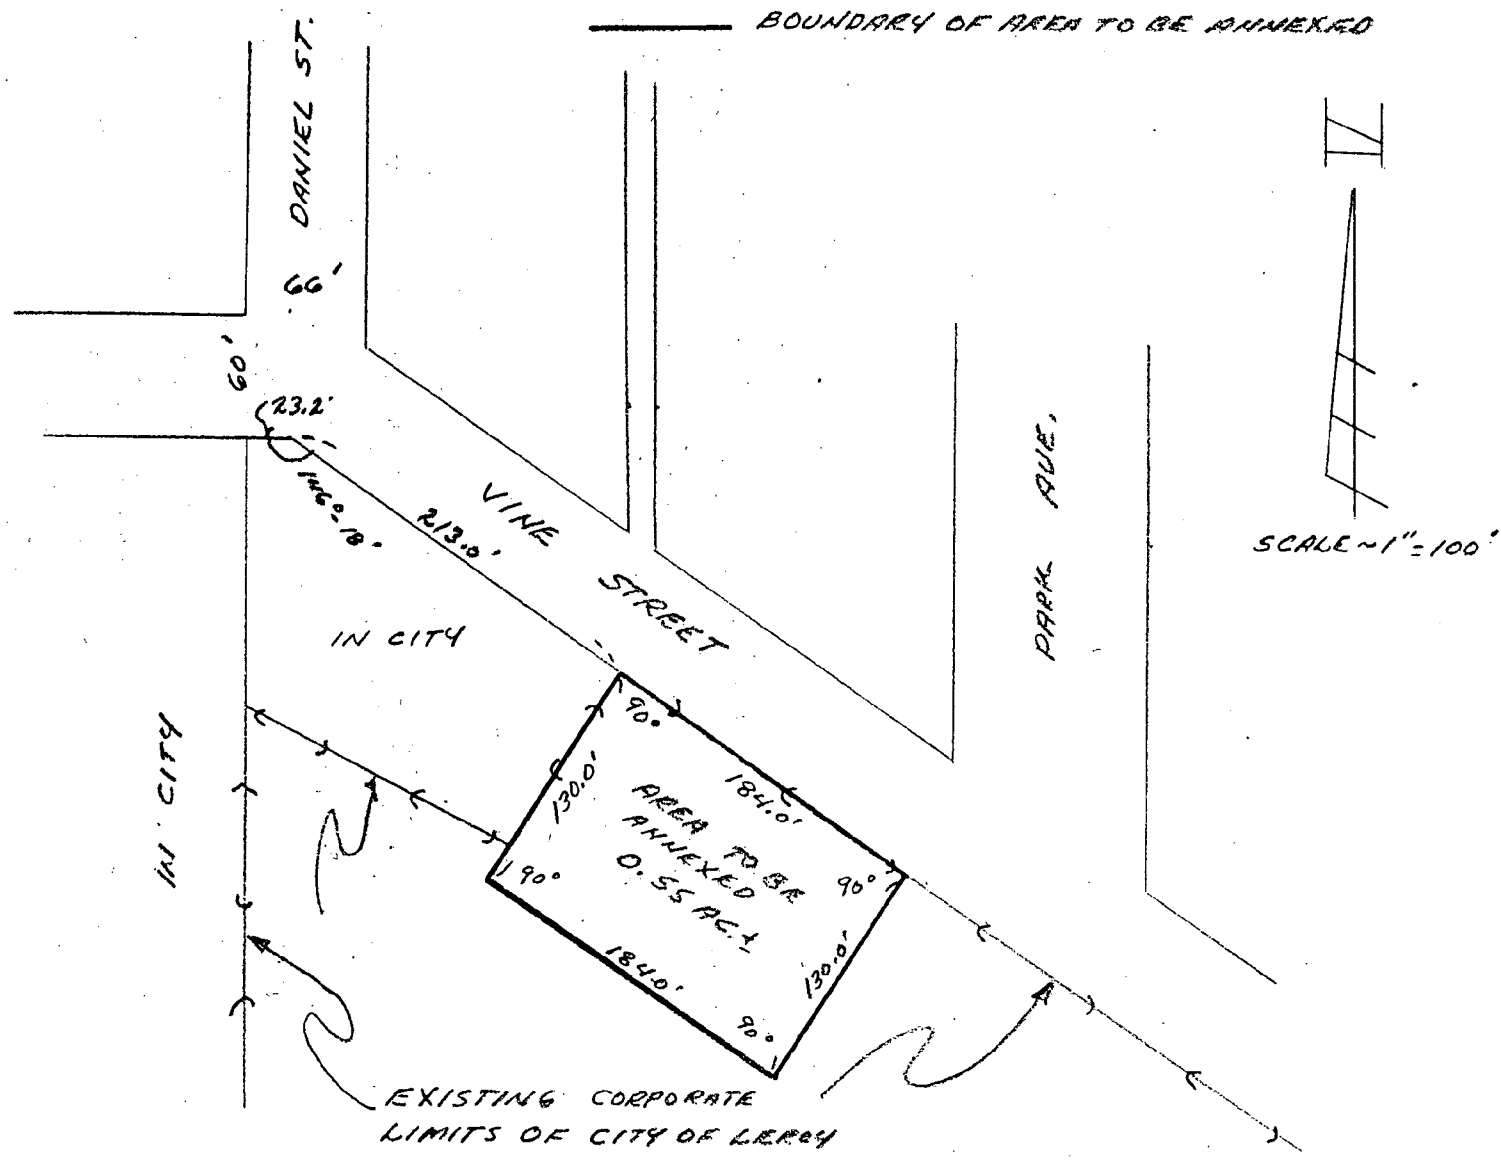 BOUNDARY OF AREA TO BE ANNEXED
DANIEL ST.
N
66'
60'
23.2'
146°-18'
213.0'
VINE
STREET
PARK AVE.
SCALE~1"=100'
IN CITY
IN CITY
90°
130.0'
184.0'
AREA TO BE
ANNEXED
0.55 AC.±
90°
90°
184.0'
130.0'
90°
EXISTING CORPORATE
LIMITS OF CITY OF LEROY